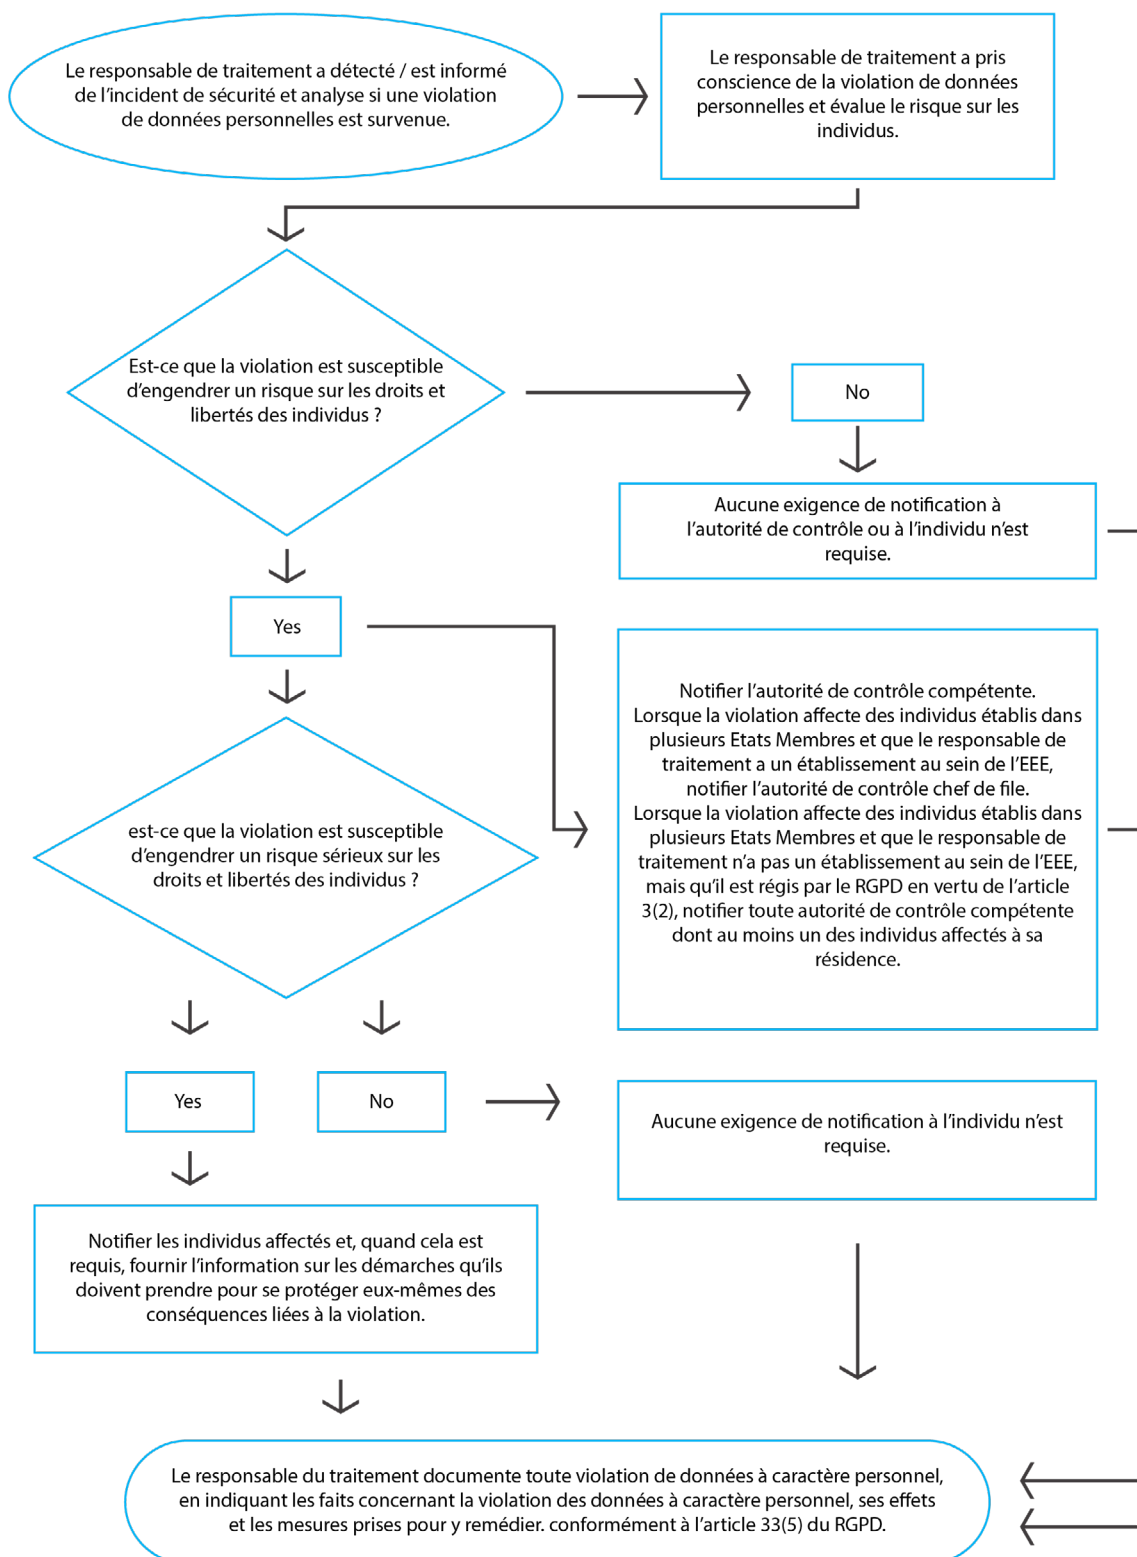 Le responsable de traitement a détecté / est informé
de l'incident de sécurité et analyse si une violation
de données personnelles est survenue.
Le responsable de traitement a pris
conscience de la violation de données
personnelles et évalue le risque sur les
individus.
Est-ce que la violation est susceptible
d'engendrer un risque sur les droits et
libertés des individus ?
No
Aucune exigence de notification à
l'autorité de contrôle ou à l'individu n'est
requise.
Yes
Notifier l'autorité de contrôle compétente.
Lorsque la violation affecte des individus établis dans
plusieurs Etats Membres et que le responsable de
traitement a un établissement au sein de l'EEE,
notifier l'autorité de contrôle chef de file.
Lorsque la violation affecte des individus établis dans
plusieurs Etats Membres et que le responsable de
traitement n'a pas un établissement au sein de l'EEE,
mais qu'il est régis par le RGPD en vertu de l'article
3(2), notifier toute autorité de contrôle compétente
dont au moins un des individus affectés à sa
résidence.
est-ce que la violation est susceptible
d'engendrer un risque sérieux sur les
droits et libertés des individus ?
Yes
No
Aucune exigence de notification à l'individu n'est
requise.
Notifier les individus affectés et, quand cela est
requis, fournir l'information sur les démarches qu'ils
doivent prendre pour se protéger eux-mêmes des
conséquences liées à la violation.
Le responsable du traitement documente toute violation de données à caractère personnel,
en indiquant les faits concernant la violation des données à caractère personnel, ses effets
et les mesures prises pour y remédier. conformément à l'article 33(5) du RGPD.